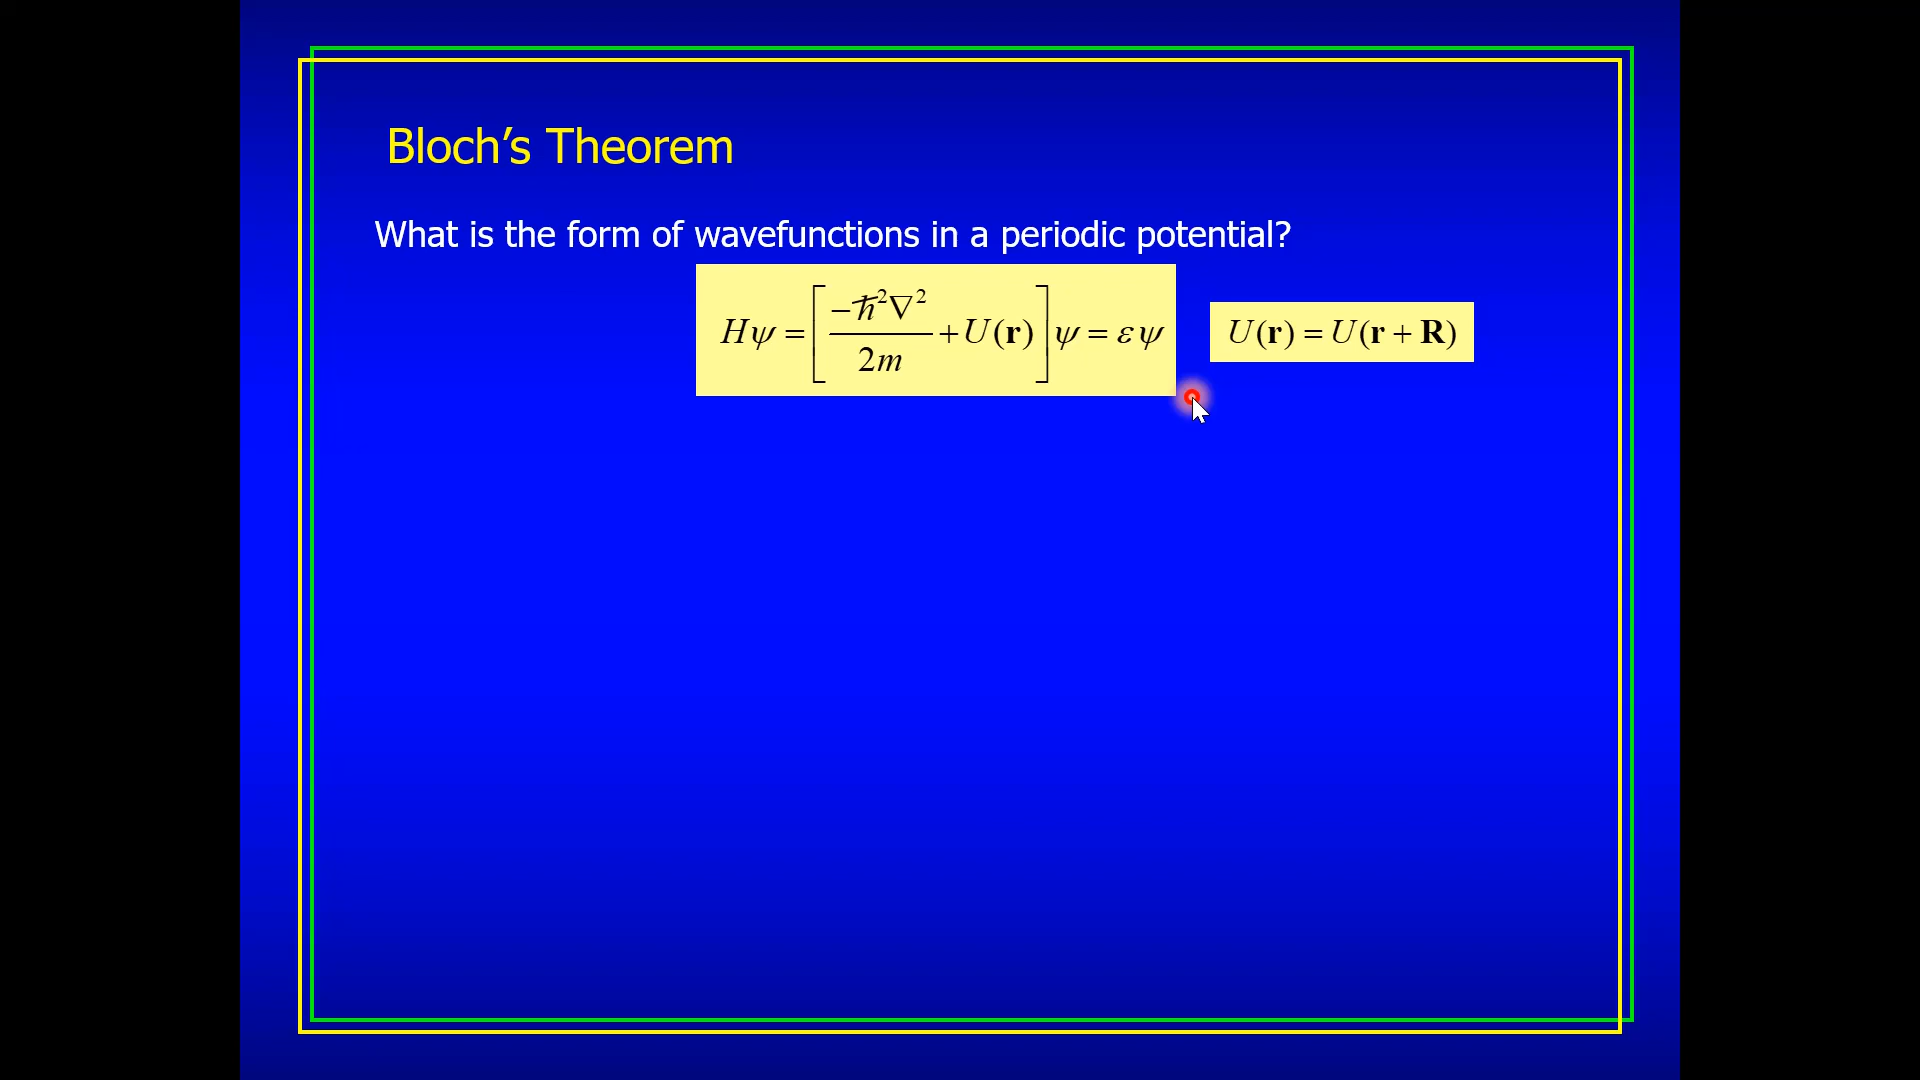 Bloch’s Theorem
What is the form of wavefunctions in a periodic potential?
Hψ = [ −ℏ²∇² / 2m + U(𝐫) ] ψ = εψ
U(𝐫) = U(𝐫 + 𝐑)